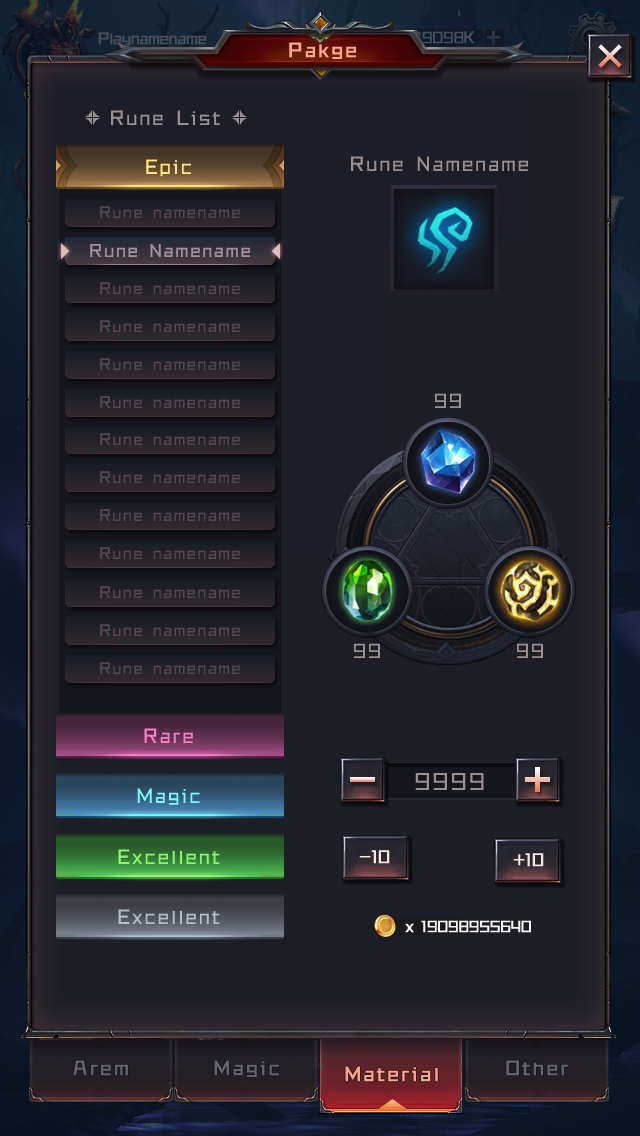 Playnamename
19098K +
Pakge
Rune List
Epic
Rune namename
Rune Namename
Rune namename
Rune namename
Rune namename
Rune namename
Rune namename
Rune namename
Rune namename
Rune namename
Rune namename
Rune namename
Rune namename
Rare
Magic
Excellent
Excellent
Rune Namename
99
99
99
9999
-10
+10
x 19098955640
Arem
Magic
Material
Other